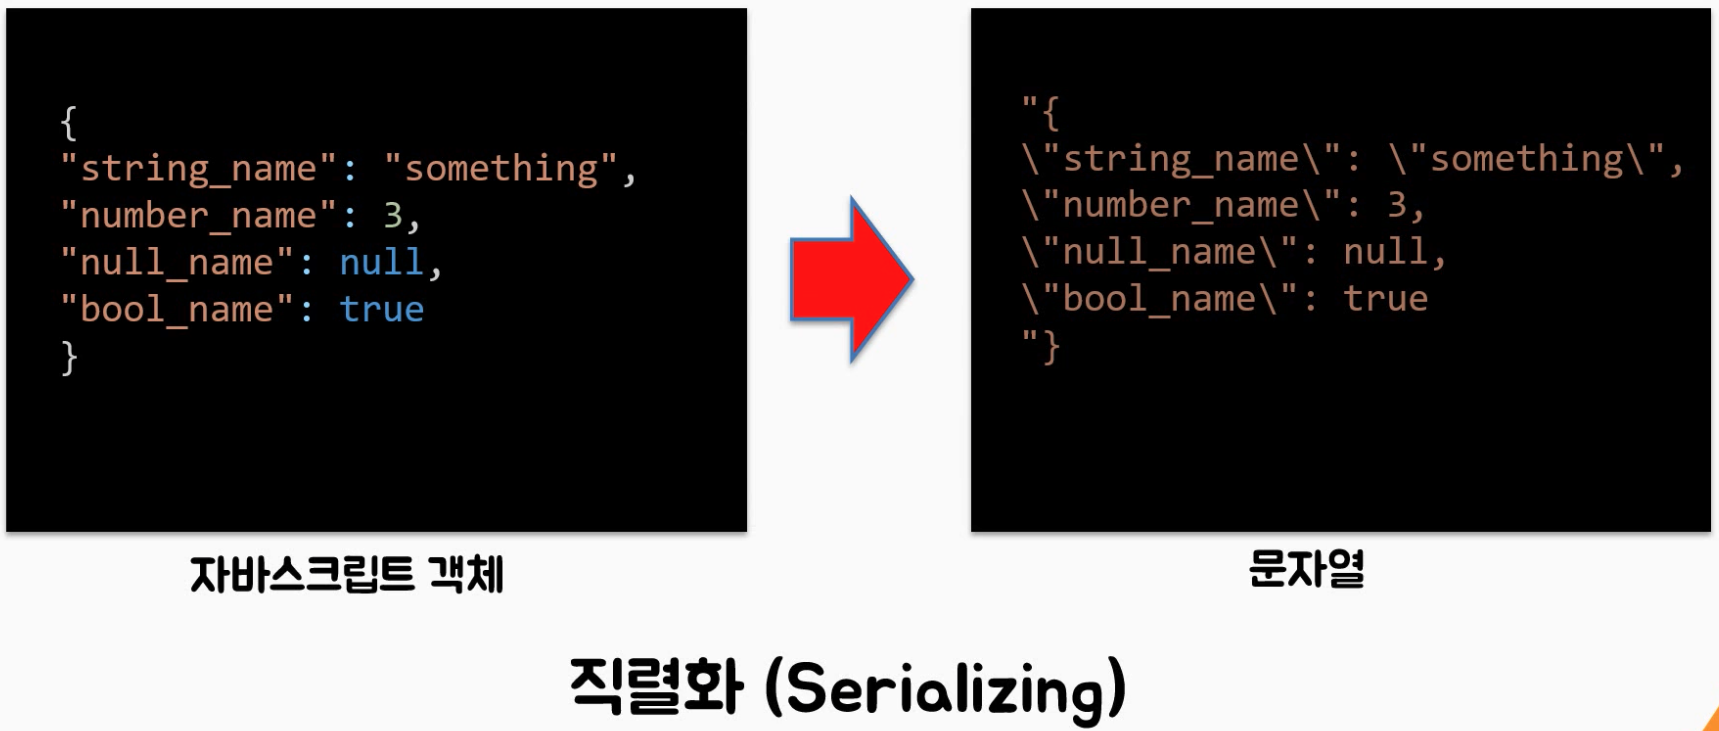 {
"string_name": "something",
"number_name": 3,
"null_name": null,
"bool_name": true
}
자바스크립트 객체
"{
\"string_name\": \"something\",
\"number_name\": 3,
\"null_name\": null,
\"bool_name\": true
"}
문자열
직렬화 (Serializing)